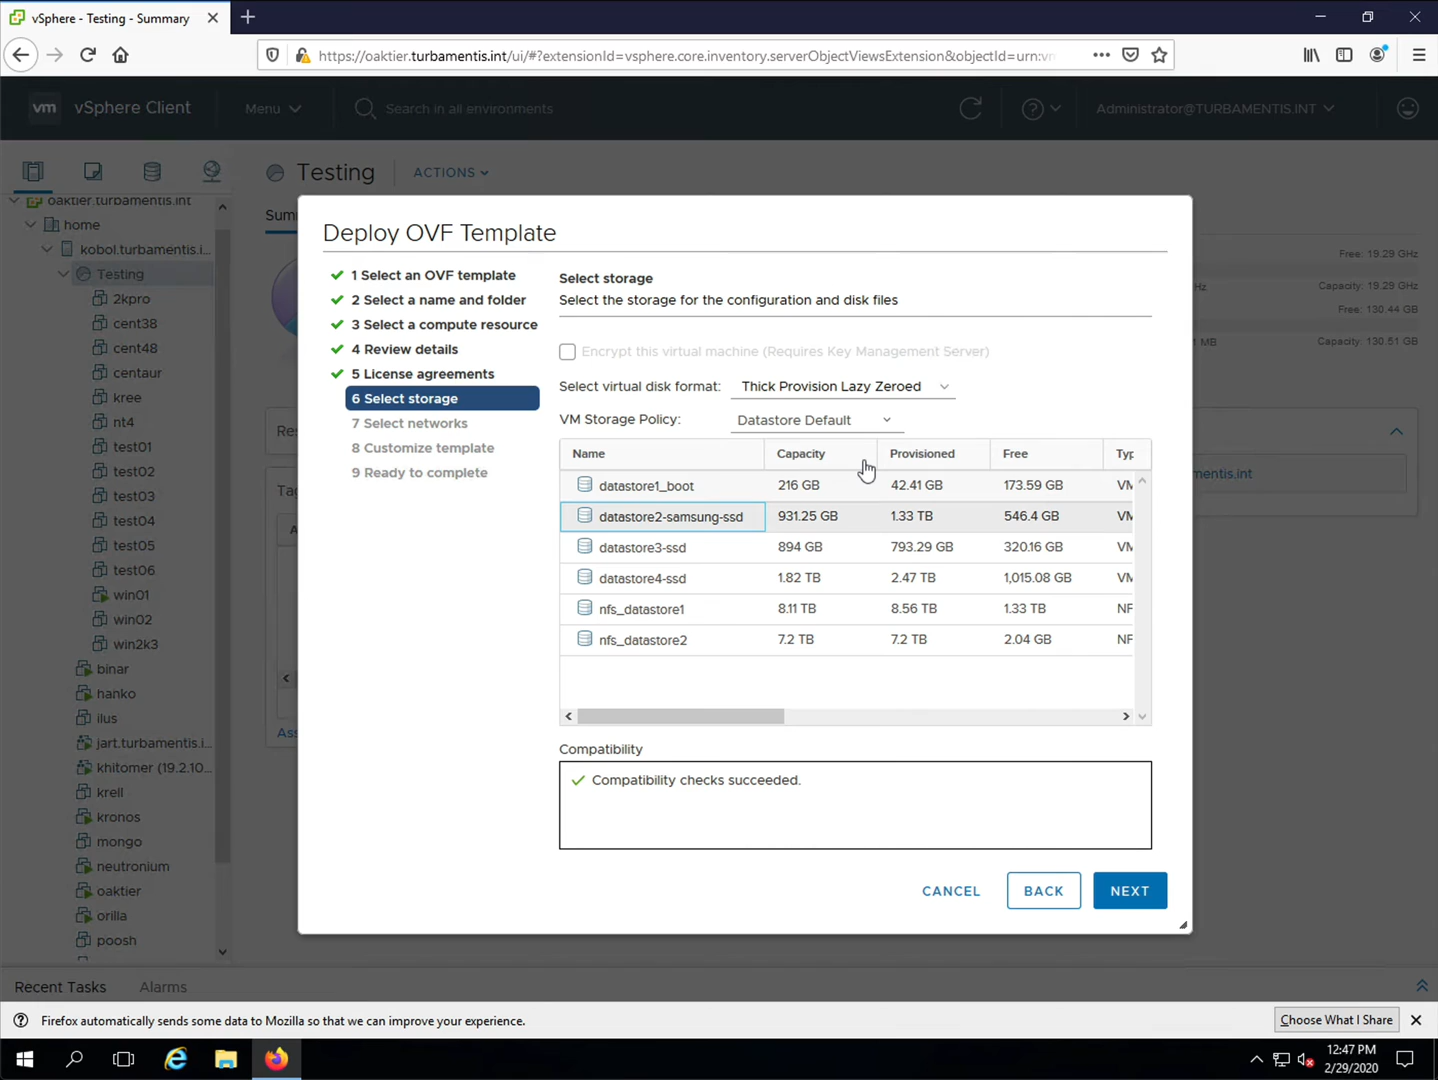 vSphere - Testing - Summary
https://oaktier.turbamentis.int/ui/#?extensionId=vsphere.core.inventory.serverObjectViewsExtension&objectId=urn:vr
vm vSphere Client
Menu
Search in all environments
Administrator@TURBAMENTIS.INT
oaktier.turbamentis.int
home
kobol.turbamentis.i...
Testing
2kpro
cent38
cent48
centaur
kree
nt4
test01
test02
test03
test04
test05
test06
win01
win02
win2k3
binar
hanko
ilus
jart.turbamentis.i...
khitomer (19.2.10...
krell
kronos
mongo
neutronium
oaktier
orilla
poosh
Testing
ACTIONS
Summ
Free: 19.29 GHz
Hz
Capacity: 19.29 GHz
Free: 130.44 GB
1 MB
Capacity: 130.61 GB
mentis.int
Deploy OVF Template
1 Select an OVF template
2 Select a name and folder
3 Select a compute resource
4 Review details
5 License agreements
6 Select storage
7 Select networks
8 Customize template
9 Ready to complete
Select storage
Select the storage for the configuration and disk files
Encrypt this virtual machine (Requires Key Management Server)
Select virtual disk format: Thick Provision Lazy Zeroed
VM Storage Policy: Datastore Default
Name Capacity Provisioned Free Typ
datastore1_boot 216 GB 42.41 GB 173.59 GB VM
datastore2-samsung-ssd 931.25 GB 1.33 TB 546.4 GB VM
datastore3-ssd 894 GB 793.29 GB 320.16 GB VM
datastore4-ssd 1.82 TB 2.47 TB 1,015.08 GB VM
nfs_datastore1 8.11 TB 8.56 TB 1.33 TB NF
nfs_datastore2 7.2 TB 7.2 TB 2.04 GB NF
Compatibility
Compatibility checks succeeded.
CANCEL BACK NEXT
Recent Tasks Alarms
Firefox automatically sends some data to Mozilla so that we can improve your experience.
Choose What I Share
12:47 PM
2/29/2020